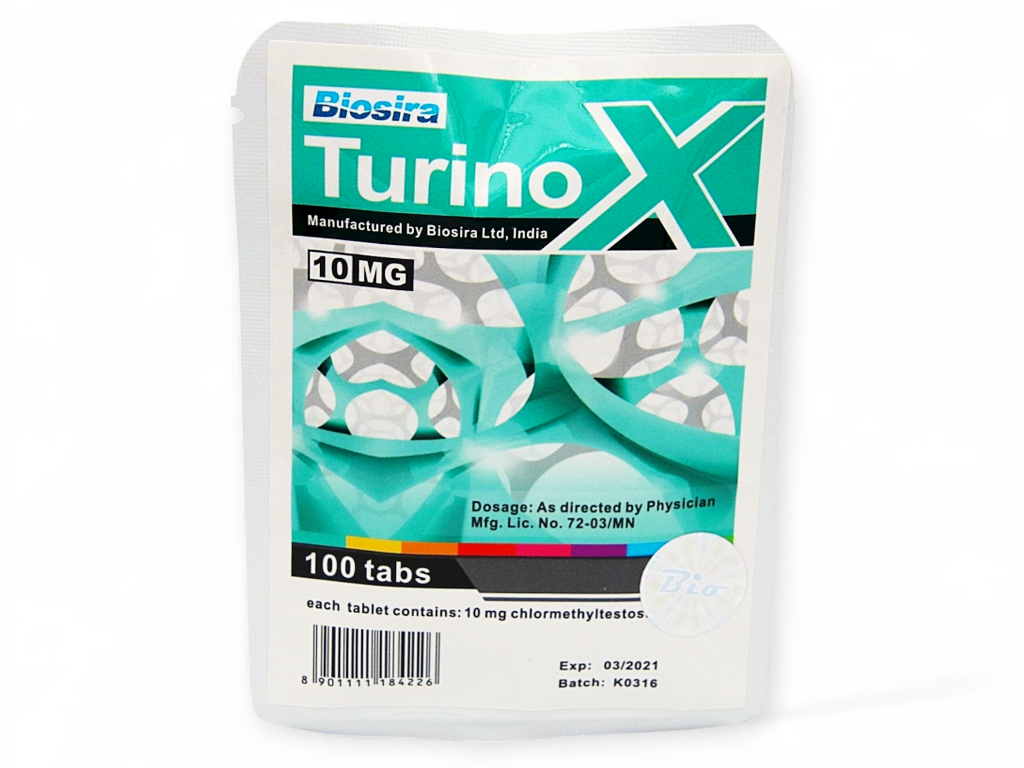 Biosira
Turino X
Manufactured by Biosira Ltd, India
10 MG
Dosage: As directed by Physician
Mfg. Lic. No. 72-03/MN
100 tabs
Bio
each tablet contains: 10 mg
8 901111 184226
Exp: 03/2021
Batch: K0316